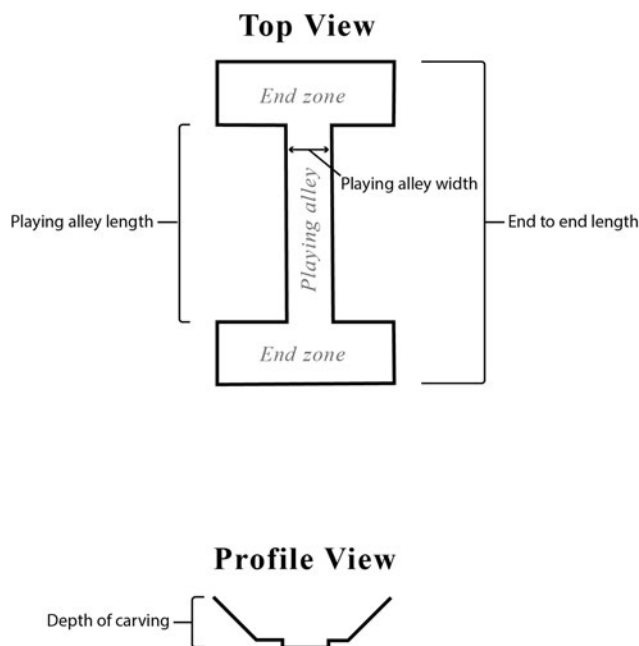 Top View
End zone
Playing alley width
Playing alley length
Playing alley
End to end length
End zone
Profile View
Depth of carving